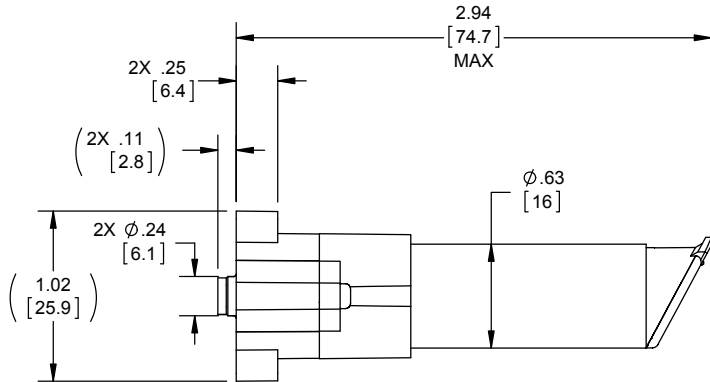 2.94
[74.7]
MAX
2X .25
[6.4]
(2X .11
[2.8])
Ø.63
[16]
2X Ø.24
[6.1]
(1.02
[25.9])